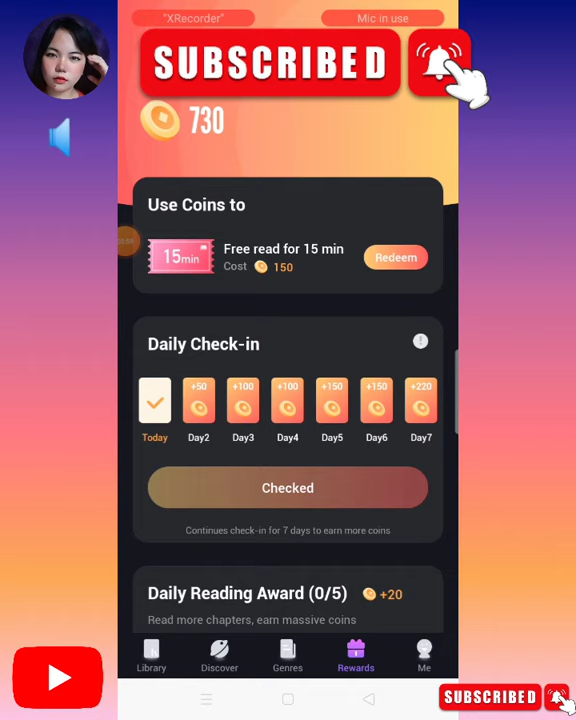 "XRecorder"
Mic in use
SUBSCRIBED
730
Use Coins to
15min
Free read for 15 min
Cost 150
Redeem
Daily Check-in
+50 +100 +100 +150 +150 +220
Today Day2 Day3 Day4 Day5 Day6 Day7
Checked
Continues check-in for 7 days to earn more coins
Daily Reading Award (0/5) +20
Read more chapters, earn massive coins
Library Discover Genres Rewards Me
SUBSCRIBED